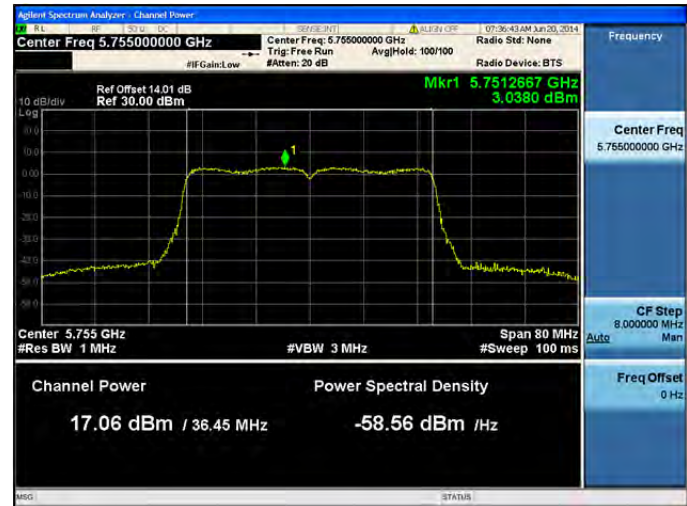 Agilent Spectrum Analyzer - Channel Power
RL RF 50 Ω DC SENSE:INT ALIGN OFF 07:36:43 AM Jun 20, 2014
Center Freq 5.755000000 GHz
Center Freq: 5.755000000 GHz
Radio Std: None
Trig: Free Run Avg|Hold: 100/100
#IFGain:Low #Atten: 20 dB Radio Device: BTS
Mkr1 5.7512667 GHz
3.0380 dBm
Ref Offset 14.01 dB
10 dB/div Ref 30.00 dBm
Log
1
0.00
-10.0
Center 5.755 GHz Span 80 MHz
#Res BW 1 MHz #VBW 3 MHz #Sweep 100 ms
Channel Power Power Spectral Density
17.06 dBm / 36.45 MHz -58.56 dBm /Hz
MSG STATUS
Frequency
Center Freq
5.755000000 GHz
CF Step
8.000000 MHz
Auto Man
Freq Offset
0 Hz